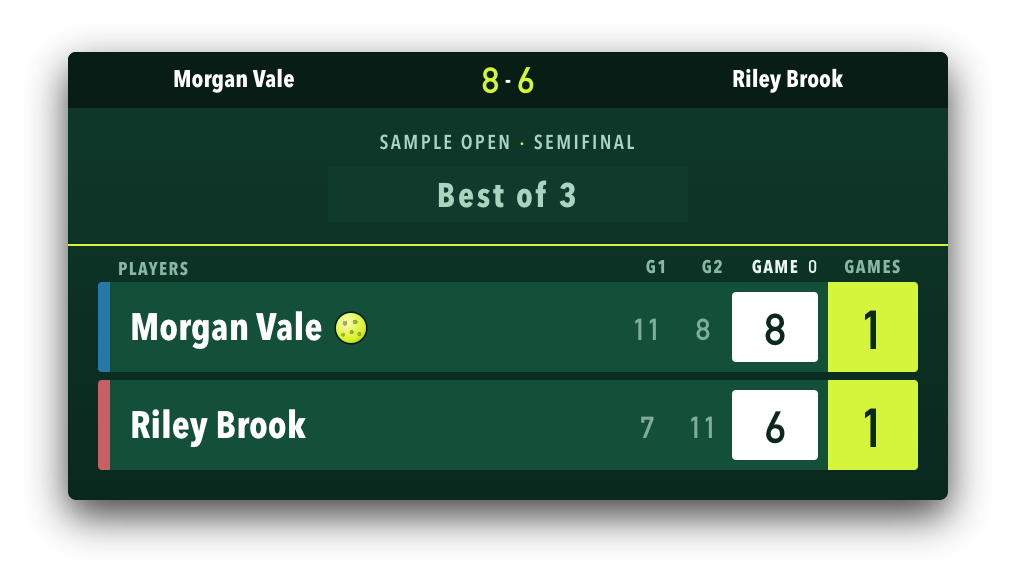 Morgan Vale 8 - 6 Riley Brook
SAMPLE OPEN · SEMIFINAL
Best of 3
PLAYERS G1 G2 GAME 0 GAMES
Morgan Vale 11 8 8 1
Riley Brook 7 11 6 1